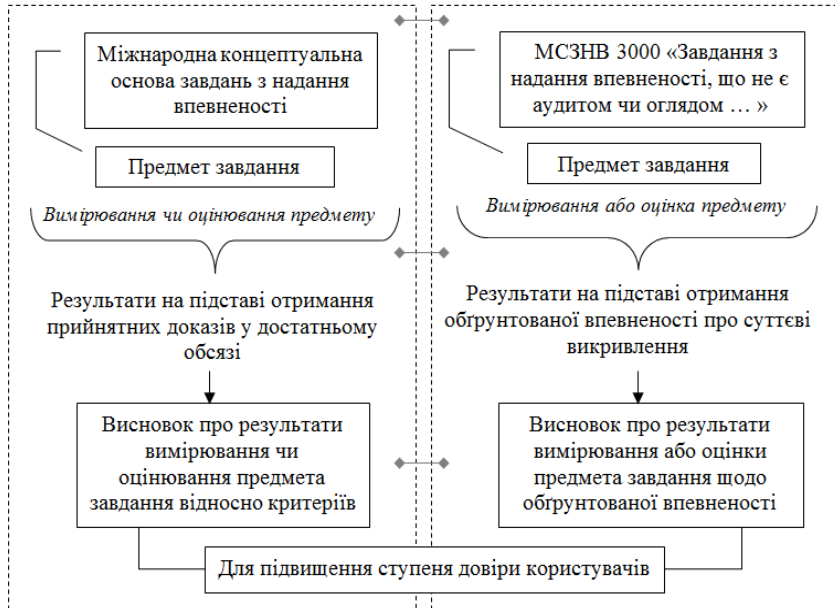 Міжнародна концептуальна
основа завдань з надання
впевненості
Предмет завдання
Вимірювання чи оцінювання предмету
Результати на підставі отримання
прийнятних доказів у достатньому
обсязі
Висновок про результати
вимірювання чи
оцінювання предмета
завдання відносно критеріїв
МСЗНВ 3000 «Завдання з
надання впевненості, що не є
аудитом чи оглядом … »
Предмет завдання
Вимірювання або оцінка предмету
Результати на підставі отримання
обґрунтованої впевненості про суттєві
викривлення
Висновок про результати
вимірювання або оцінки
предмета завдання щодо
обґрунтованої впевненості
Для підвищення ступеня довіри користувачів